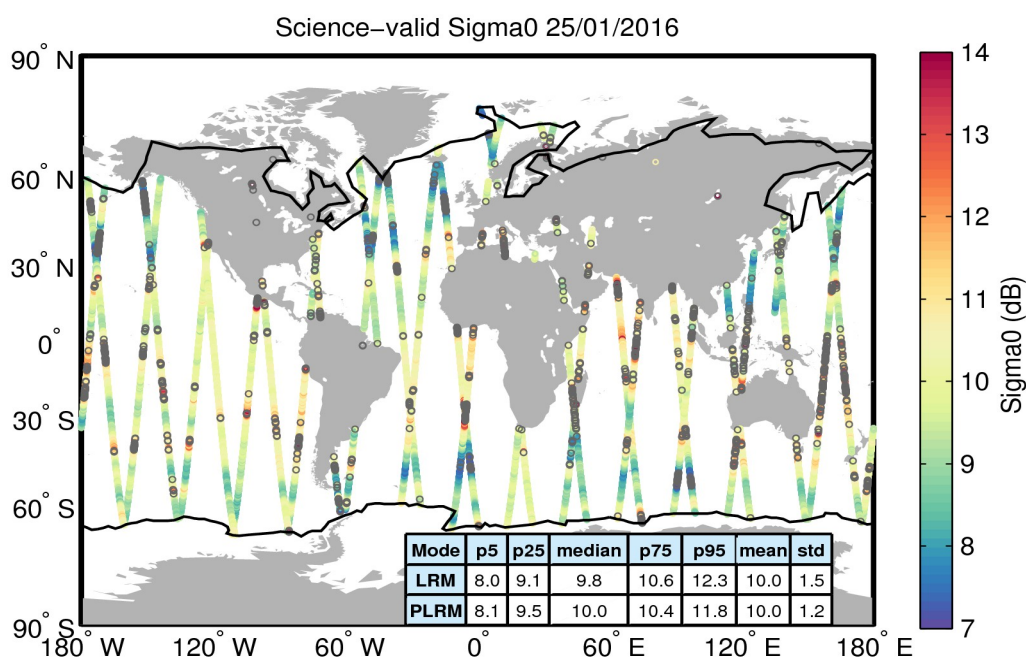 Science−valid Sigma0 25/01/2016
90° N
60° N
30° N
0°
30° S
60° S
90° S
180° W
120° W
60° W
0°
60° E
120° E
180° E
14
13
12
11
10
9
8
7
Sigma0 (dB)
Mode p5 p25 median p75 p95 mean std
LRM 8.0 9.1 9.8 10.6 12.3 10.0 1.5
PLRM 8.1 9.5 10.0 10.4 11.8 10.0 1.2